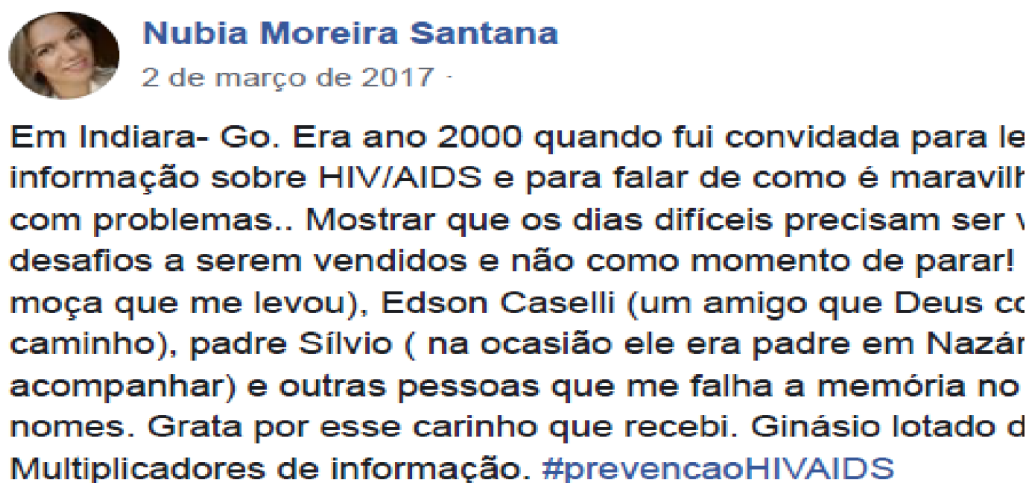 Nubia Moreira Santana
2 de março de 2017 ·
Em Indiara- Go. Era ano 2000 quando fui convidada para le
informação sobre HIV/AIDS e para falar de como é maravilh
com problemas.. Mostrar que os dias difíceis precisam ser v
desafios a serem vendidos e não como momento de parar!
moça que me levou), Edson Caselli (um amigo que Deus co
caminho), padre Sílvio ( na ocasião ele era padre em Nazár
acompanhar) e outras pessoas que me falha a memória no
nomes. Grata por esse carinho que recebi. Ginásio lotado d
Multiplicadores de informação. #prevencaoHIVAIDS